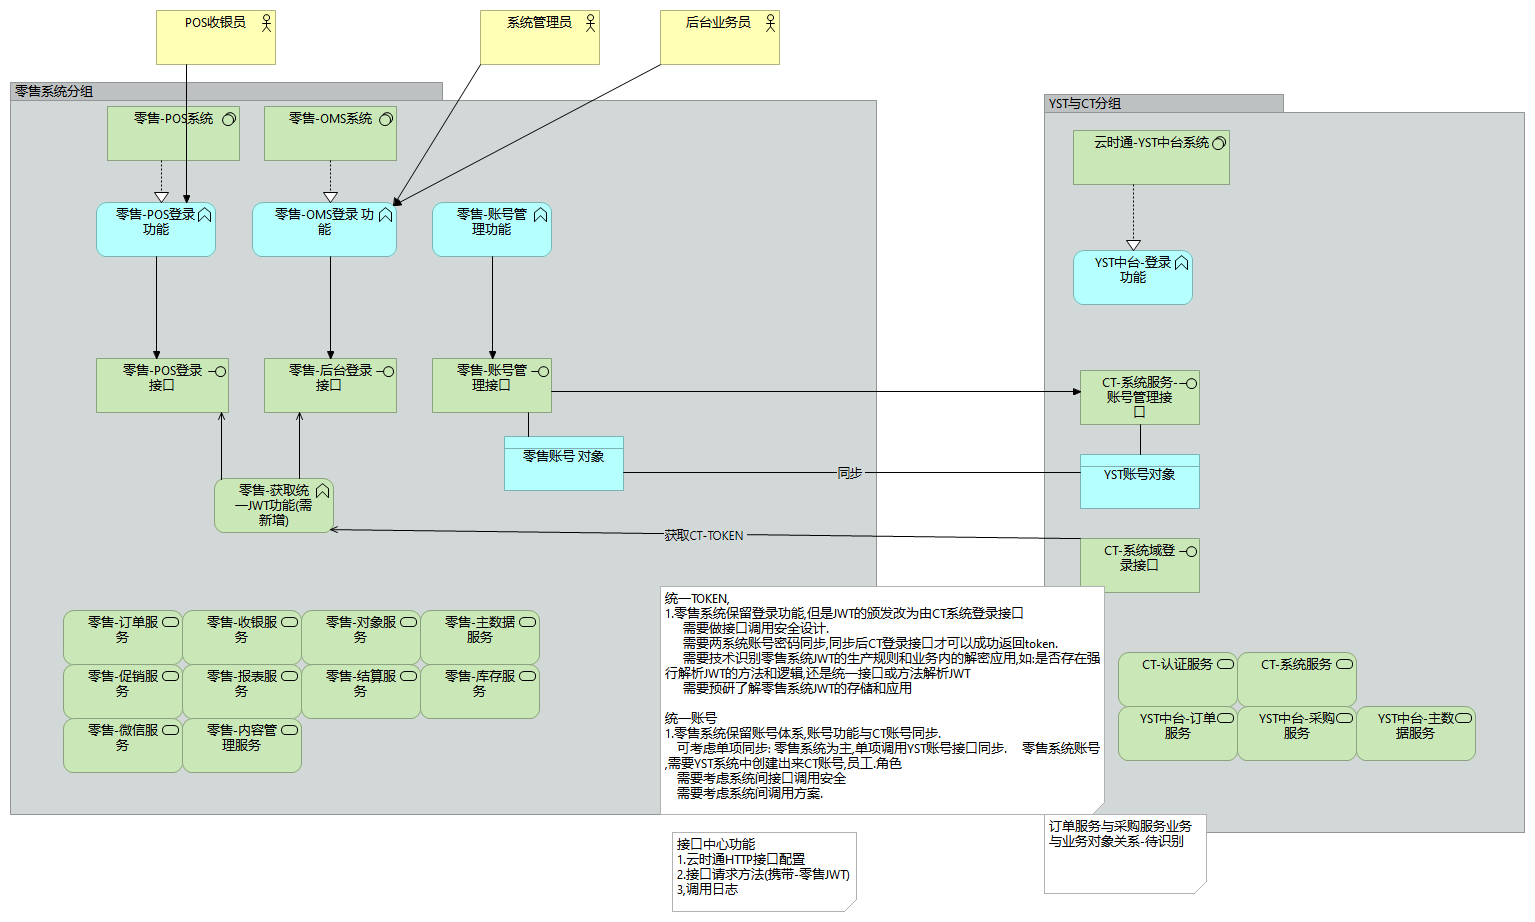 POS收银员
系统管理员
后台业务员
零售系统分组
YST与CT分组
零售-POS系统
零售-OMS系统
云时通-YST中台系统
零售-POS登录
功能
零售-OMS登录 功
能
零售-账号管
理功能
YST中台-登录
功能
零售-POS登录
接口
零售-后台登录
接口
零售-账号管
理接口
CT-系统服务-
账号管理接
口
零售账号 对象
同步
YST账号对象
零售-获取统
一JWT功能(需
新增)
获取CT-TOKEN
CT-系统域登
录接口
统一TOKEN,
1.零售系统保留登录功能,但是JWT的颁发改为由CT系统登录接口
需要做接口调用安全设计.
需要两系统账号密码同步,同步后CT登录接口才可以成功返回token.
需要技术识别零售系统JWT的生产规则和业务内的解密应用,如:是否存在强
行解析JWT的方法和逻辑,还是统一接口或方法解析JWT
需要预研了解零售系统JWT的存储和应用
统一账号
1.零售系统保留账号体系,账号功能与CT账号同步.
可考虑单项同步: 零售系统为主,单项调用YST账号接口同步. 零售系统账号
,需要YST系统中创建出来CT账号,员工.角色
需要考虑系统间接口调用安全
需要考虑系统间调用方案.
零售-订单服
务
零售-收银服
务
零售-对象服
务
零售-主数据
服务
零售-促销服
务
零售-报表服
务
零售-结算服
务
零售-库存服
务
零售-微信服
务
零售-内容管
理服务
CT-认证服务
CT-系统服务
YST中台-订单
服务
YST中台-采购
服务
YST中台-主数
据服务
订单服务与采购服务业务
与业务对象关系-待识别
接口中心功能
1.云时通HTTP接口配置
2.接口请求方法(携带-零售JWT)
3,调用日志